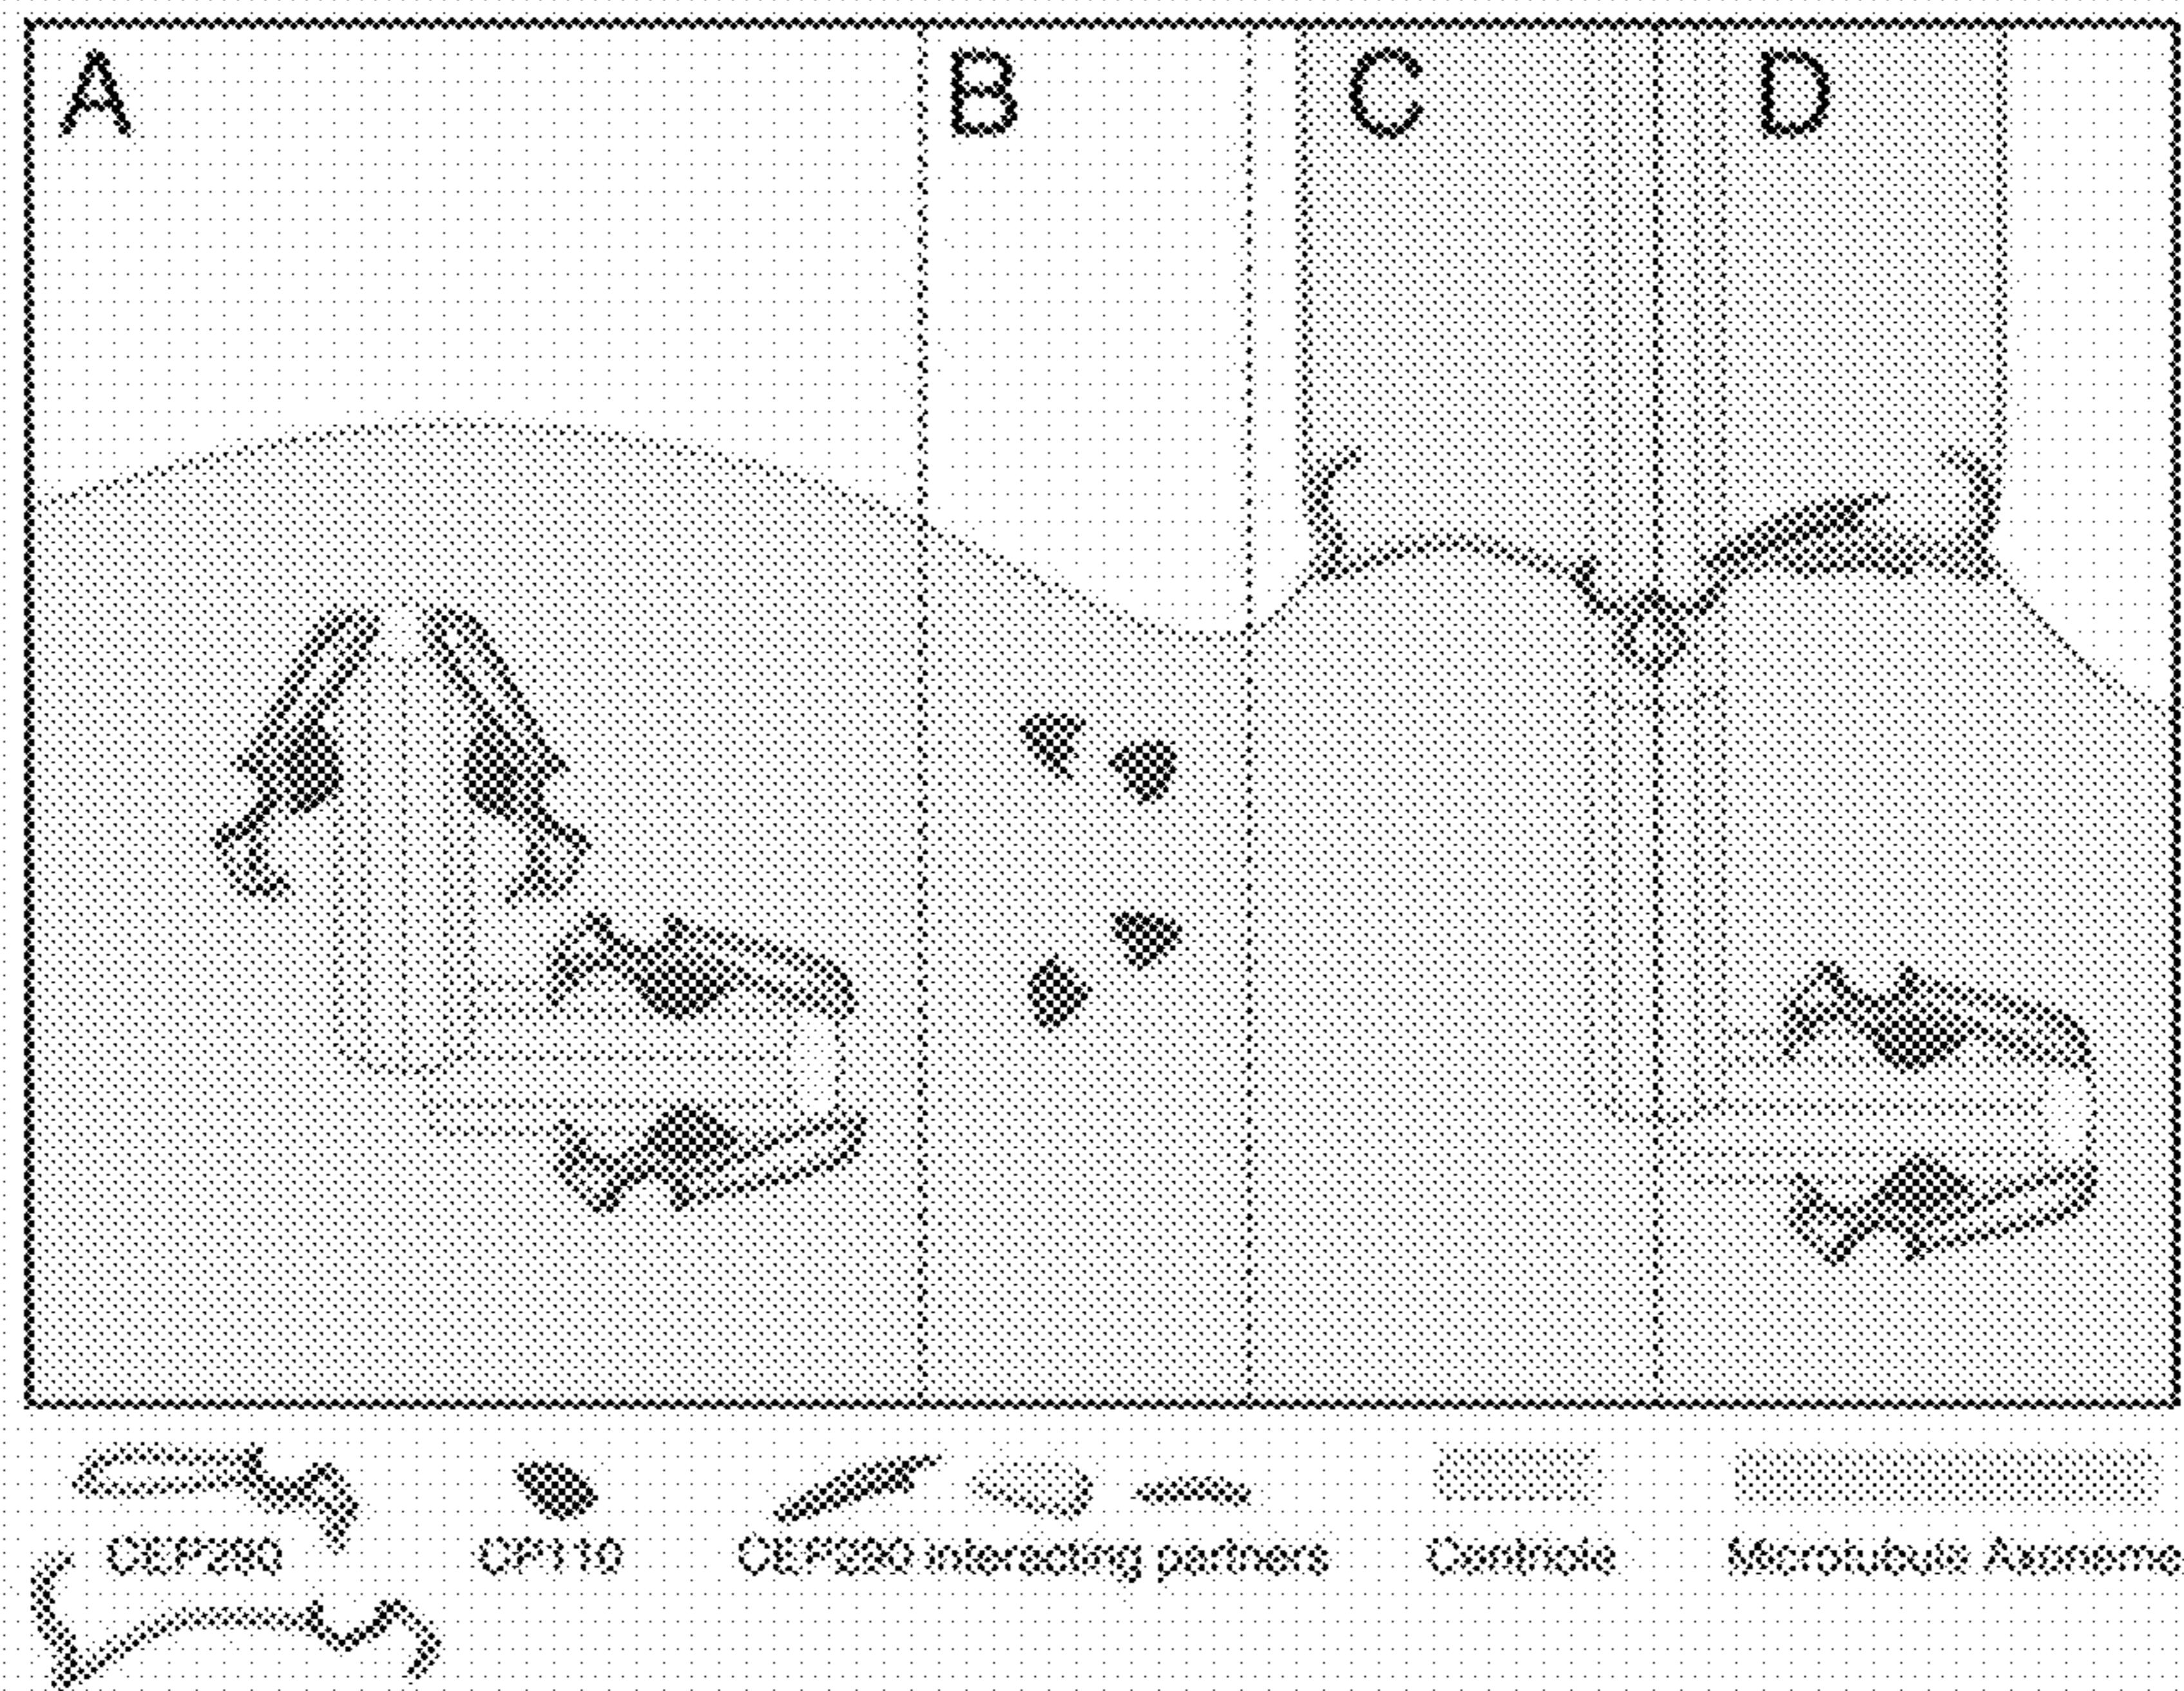 A B C D
CEP290 CP110 CEP290 interacting partners Centriole Microtubule Axoneme